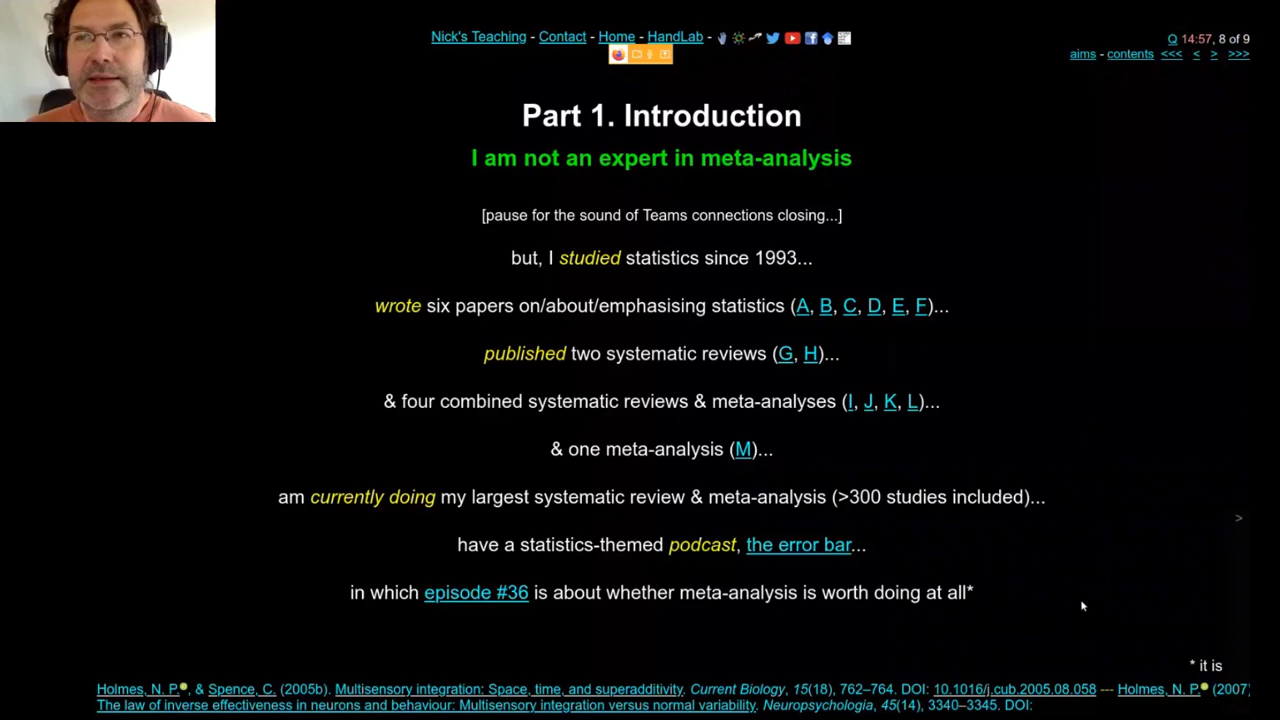 Nick's Teaching - Contact - Home - HandLab -
Q 14:57, 8 of 9
aims - contents <<< < > >>>
Part 1. Introduction
I am not an expert in meta-analysis
[pause for the sound of Teams connections closing...]
but, I studied statistics since 1993...
wrote six papers on/about/emphasising statistics (A, B, C, D, E, F)...
published two systematic reviews (G, H)...
& four combined systematic reviews & meta-analyses (I, J, K, L)...
& one meta-analysis (M)...
am currently doing my largest systematic review & meta-analysis (>300 studies included)...
>
have a statistics-themed podcast, the error bar...
in which episode #36 is about whether meta-analysis is worth doing at all*
* it is
Holmes, N. P., & Spence, C. (2005b). Multisensory integration: Space, time, and superadditivity. Current Biology, 15(18), 762–764. DOI: 10.1016/j.cub.2005.08.058 --- Holmes, N. P. (2007)
The law of inverse effectiveness in neurons and behaviour: Multisensory integration versus normal variability. Neuropsychologia, 45(14), 3340–3345. DOI: